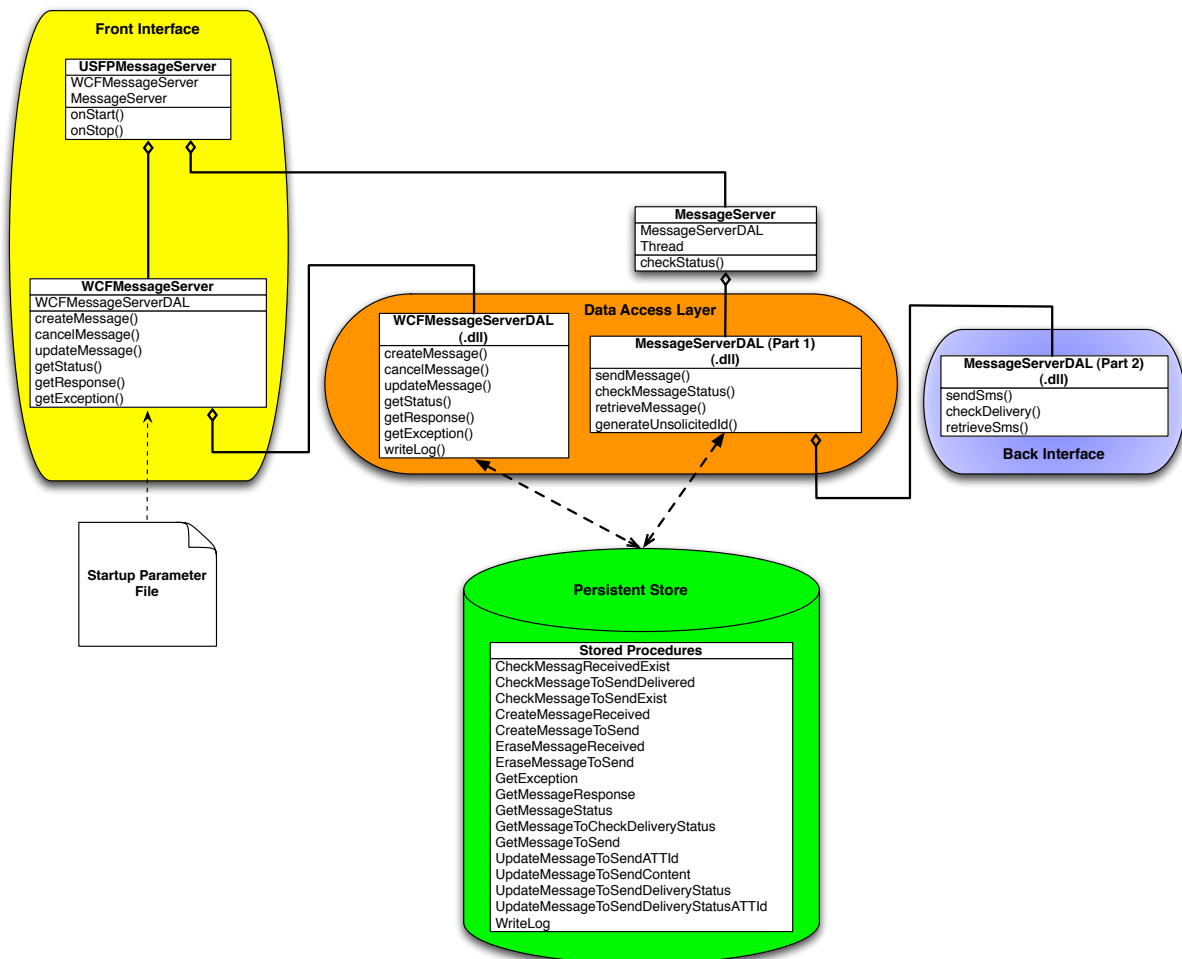 Front Interface
USFPMessageServer
WCFMessageServer
MessageServer
onStart()
onStop()
MessageServer
MessageServerDAL
Thread
checkStatus()
WCFMessageServer
WCFMessageServerDAL
createMessage()
cancelMessage()
updateMessage()
getStatus()
getResponse()
getException()
Data Access Layer
WCFMessageServerDAL
(.dll)
createMessage()
cancelMessage()
updateMessage()
getStatus()
getResponse()
getException()
writeLog()
MessageServerDAL (Part 1)
(.dll)
sendMessage()
checkMessageStatus()
retrieveMessage()
generateUnsolicitedId()
MessageServerDAL (Part 2)
(.dll)
sendSms()
checkDelivery()
retrieveSms()
Back Interface
Startup Parameter
File
Persistent Store
Stored Procedures
CheckMessagReceivedExist
CheckMessageToSendDelivered
CheckMessageToSendExist
CreateMessageReceived
CreateMessageToSend
EraseMessageReceived
EraseMessageToSend
GetException
GetMessageResponse
GetMessageStatus
GetMessageToCheckDeliveryStatus
GetMessageToSend
UpdateMessageToSendATTId
UpdateMessageToSendContent
UpdateMessageToSendDeliveryStatus
UpdateMessageToSendDeliveryStatusATTId
WriteLog